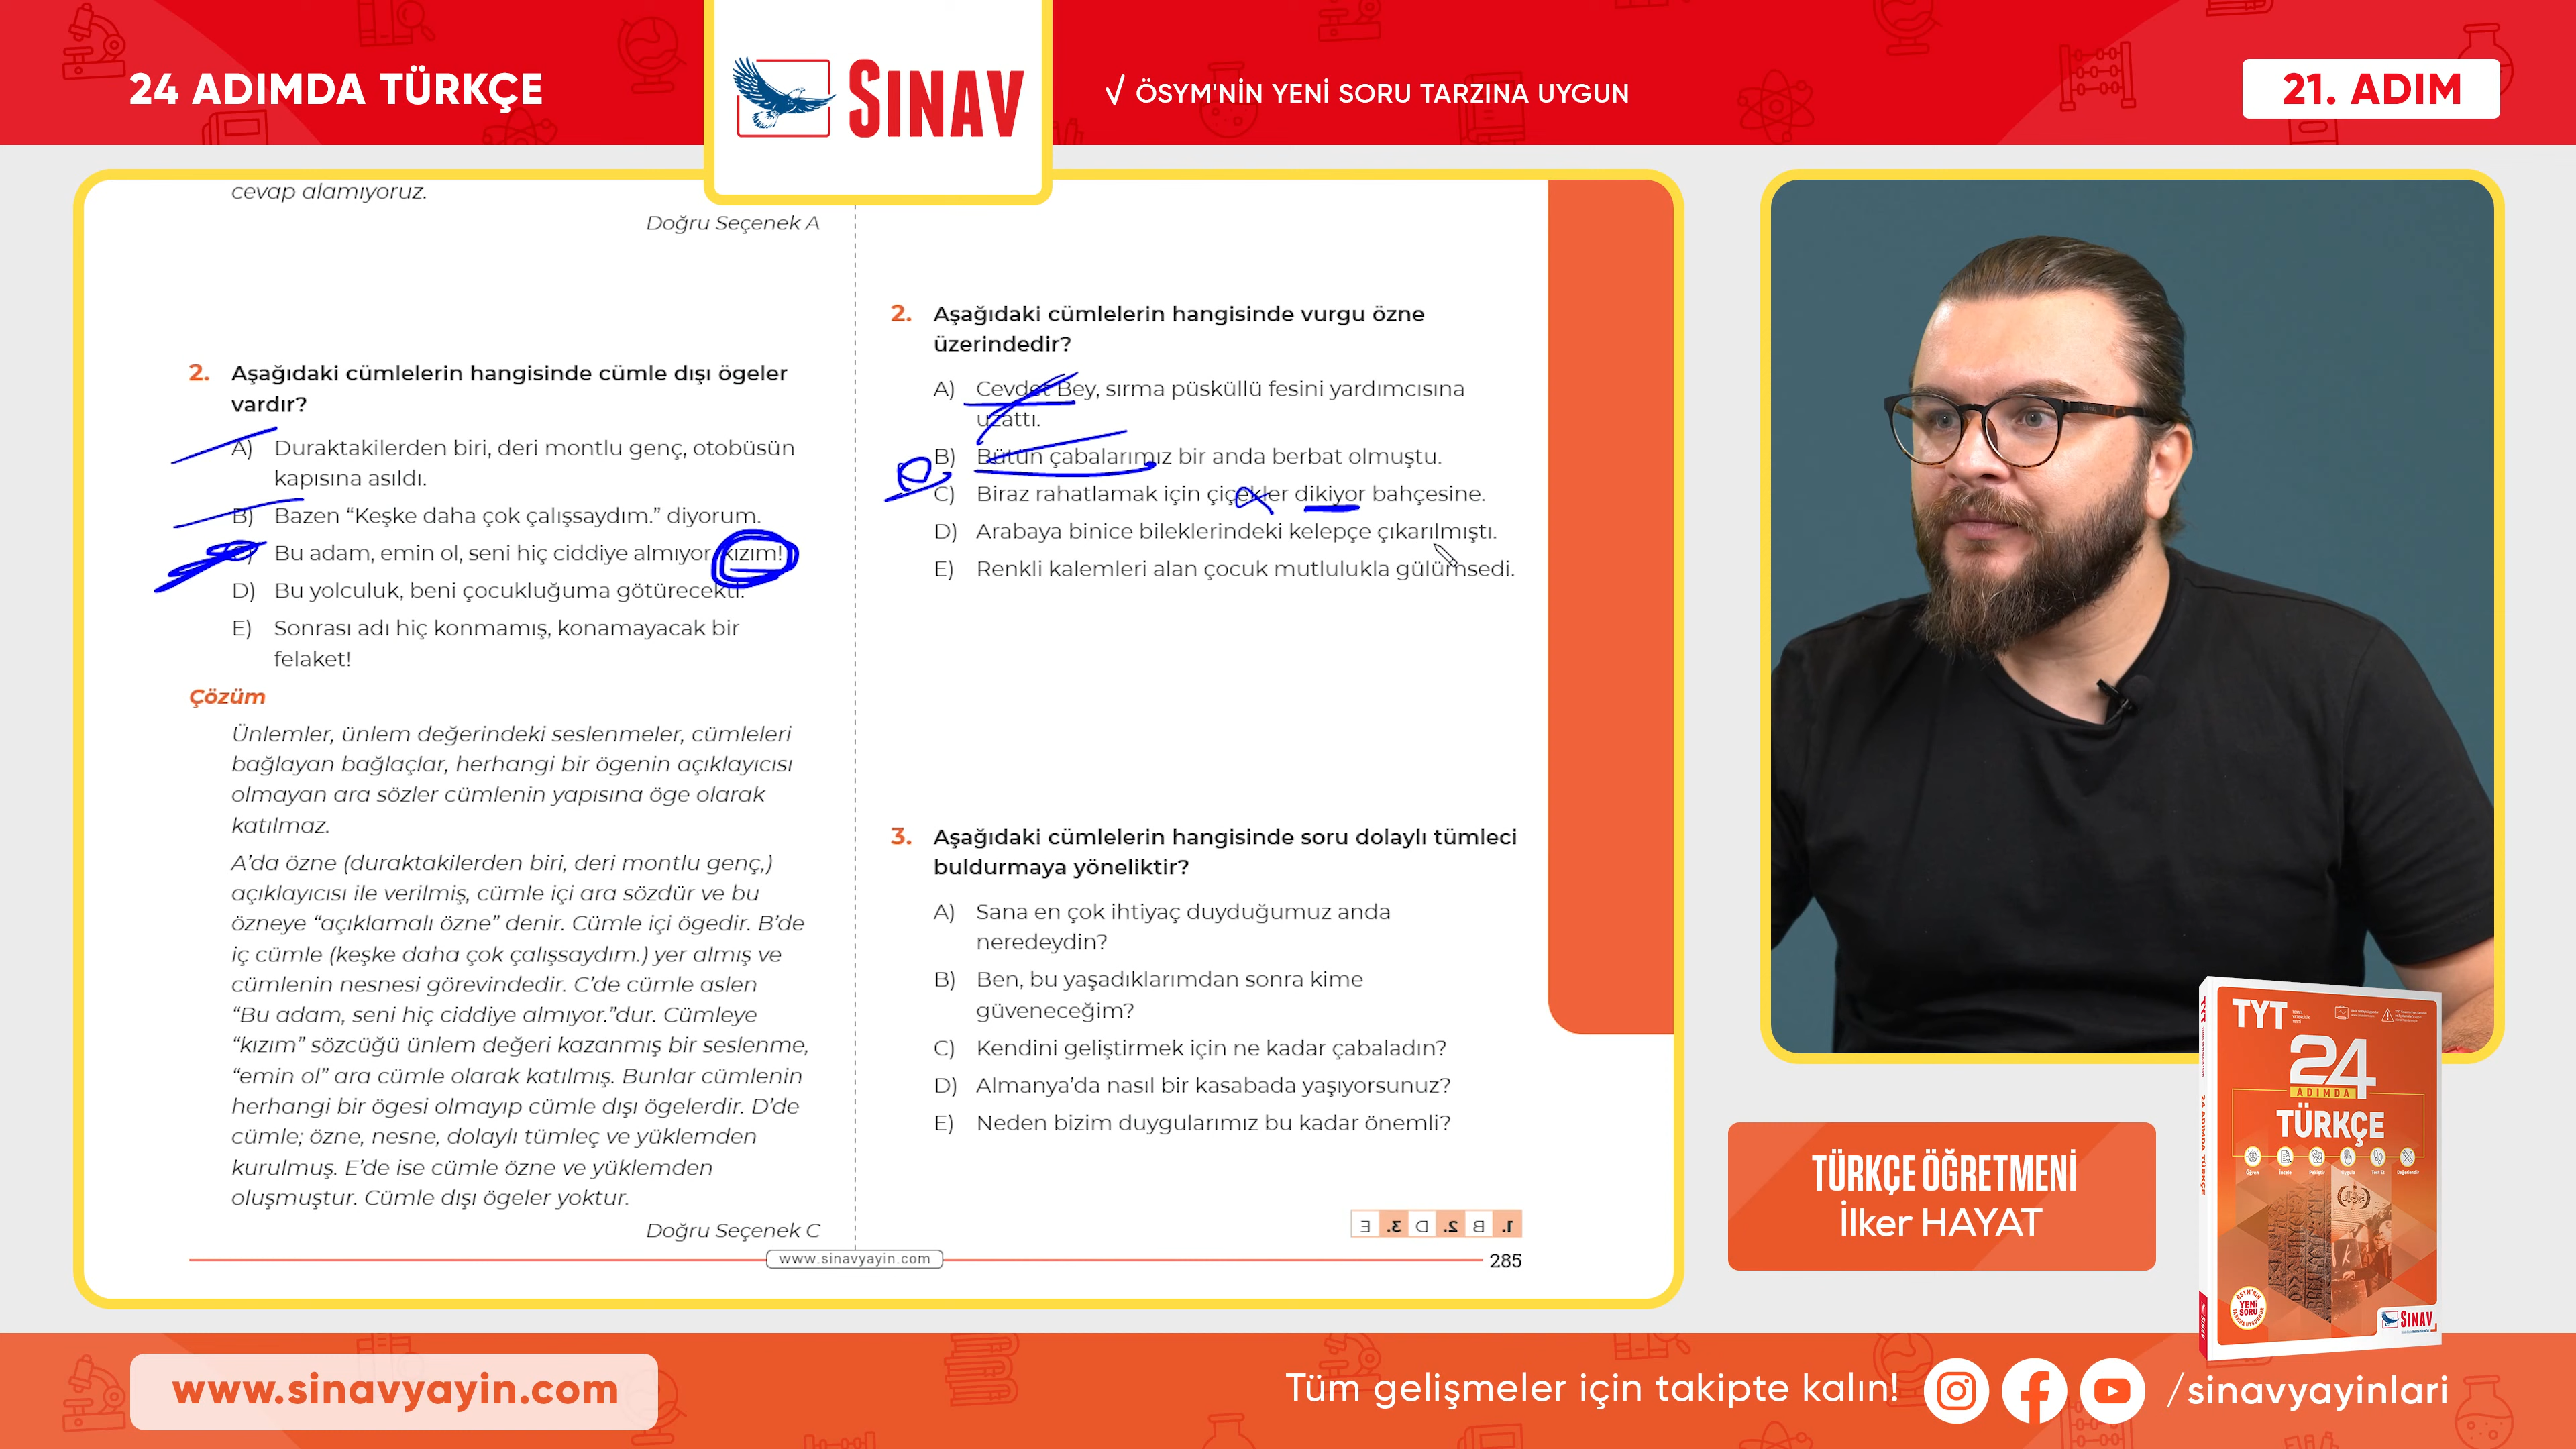 24 ADIMDA TÜRKÇE
SINAV
√ ÖSYM'NİN YENİ SORU TARZINA UYGUN
21. ADIM
cevap alamıyoruz.
Doğru Seçenek A
2. Aşağıdaki cümlelerin hangisinde cümle dışı ögeler
vardır?
A) Duraktakilerden biri, deri montlu genç, otobüsün
kapısına asıldı.
B) Bazen “Keşke daha çok çalışsaydım.” diyorum.
Bu adam, emin ol, seni hiç ciddiye almıyor kızım!
D) Bu yolculuk, beni çocukluğuma götürecekti.
E) Sonrası adı hiç konmamış, konamayacak bir
felaket!
Çözüm
Ünlemler, ünlem değerindeki seslenmeler, cümleleri
bağlayan bağlaçlar, herhangi bir ögenin açıklayıcısı
olmayan ara sözler cümlenin yapısına öge olarak
katılmaz.
A’da özne (duraktakilerden biri, deri montlu genç,)
açıklayıcısı ile verilmiş, cümle içi ara sözdür ve bu
özneye “açıklamalı özne” denir. Cümle içi ögedir. B’de
iç cümle (keşke daha çok çalışsaydım.) yer almış ve
cümlenin nesnesi görevindedir. C’de cümle aslen
“Bu adam, seni hiç ciddiye almıyor.”dur. Cümleye
“kızım” sözcüğü ünlem değeri kazanmış bir seslenme,
“emin ol” ara cümle olarak katılmış. Bunlar cümlenin
herhangi bir ögesi olmayıp cümle dışı ögelerdir. D’de
cümle; özne, nesne, dolaylı tümleç ve yüklemden
kurulmuş. E’de ise cümle özne ve yüklemden
oluşmuştur. Cümle dışı ögeler yoktur.
Doğru Seçenek C
2. Aşağıdaki cümlelerin hangisinde vurgu özne
üzerindedir?
A) Cevdet Bey, sırma püsküllü fesini yardımcısına
uzattı.
B) Bütün çabalarımız bir anda berbat olmuştu.
C) Biraz rahatlamak için çiçekler dikiyor bahçesine.
D) Arabaya binice bileklerindeki kelepçe çıkarılmıştı.
E) Renkli kalemleri alan çocuk mutlulukla gülümsedi.
3. Aşağıdaki cümlelerin hangisinde soru dolaylı tümleci
buldurmaya yöneliktir?
A) Sana en çok ihtiyaç duyduğumuz anda
neredeydin?
B) Ben, bu yaşadıklarımdan sonra kime
güveneceğim?
C) Kendini geliştirmek için ne kadar çabaladın?
D) Almanya’da nasıl bir kasabada yaşıyorsunuz?
E) Neden bizim duygularımız bu kadar önemli?
1. B 2. D 3. E
www.sinavyayin.com
285
TYT
24
ADIMDA
TÜRKÇE
24 ADIMDA TÜRKÇE
ÖSYM'NİN
YENİ
SORU
SINAV
TÜRKÇE ÖĞRETMENİ
İlker HAYAT
www.sinavyayin.com
Tüm gelişmeler için takipte kalın!
/sinavyayinlari